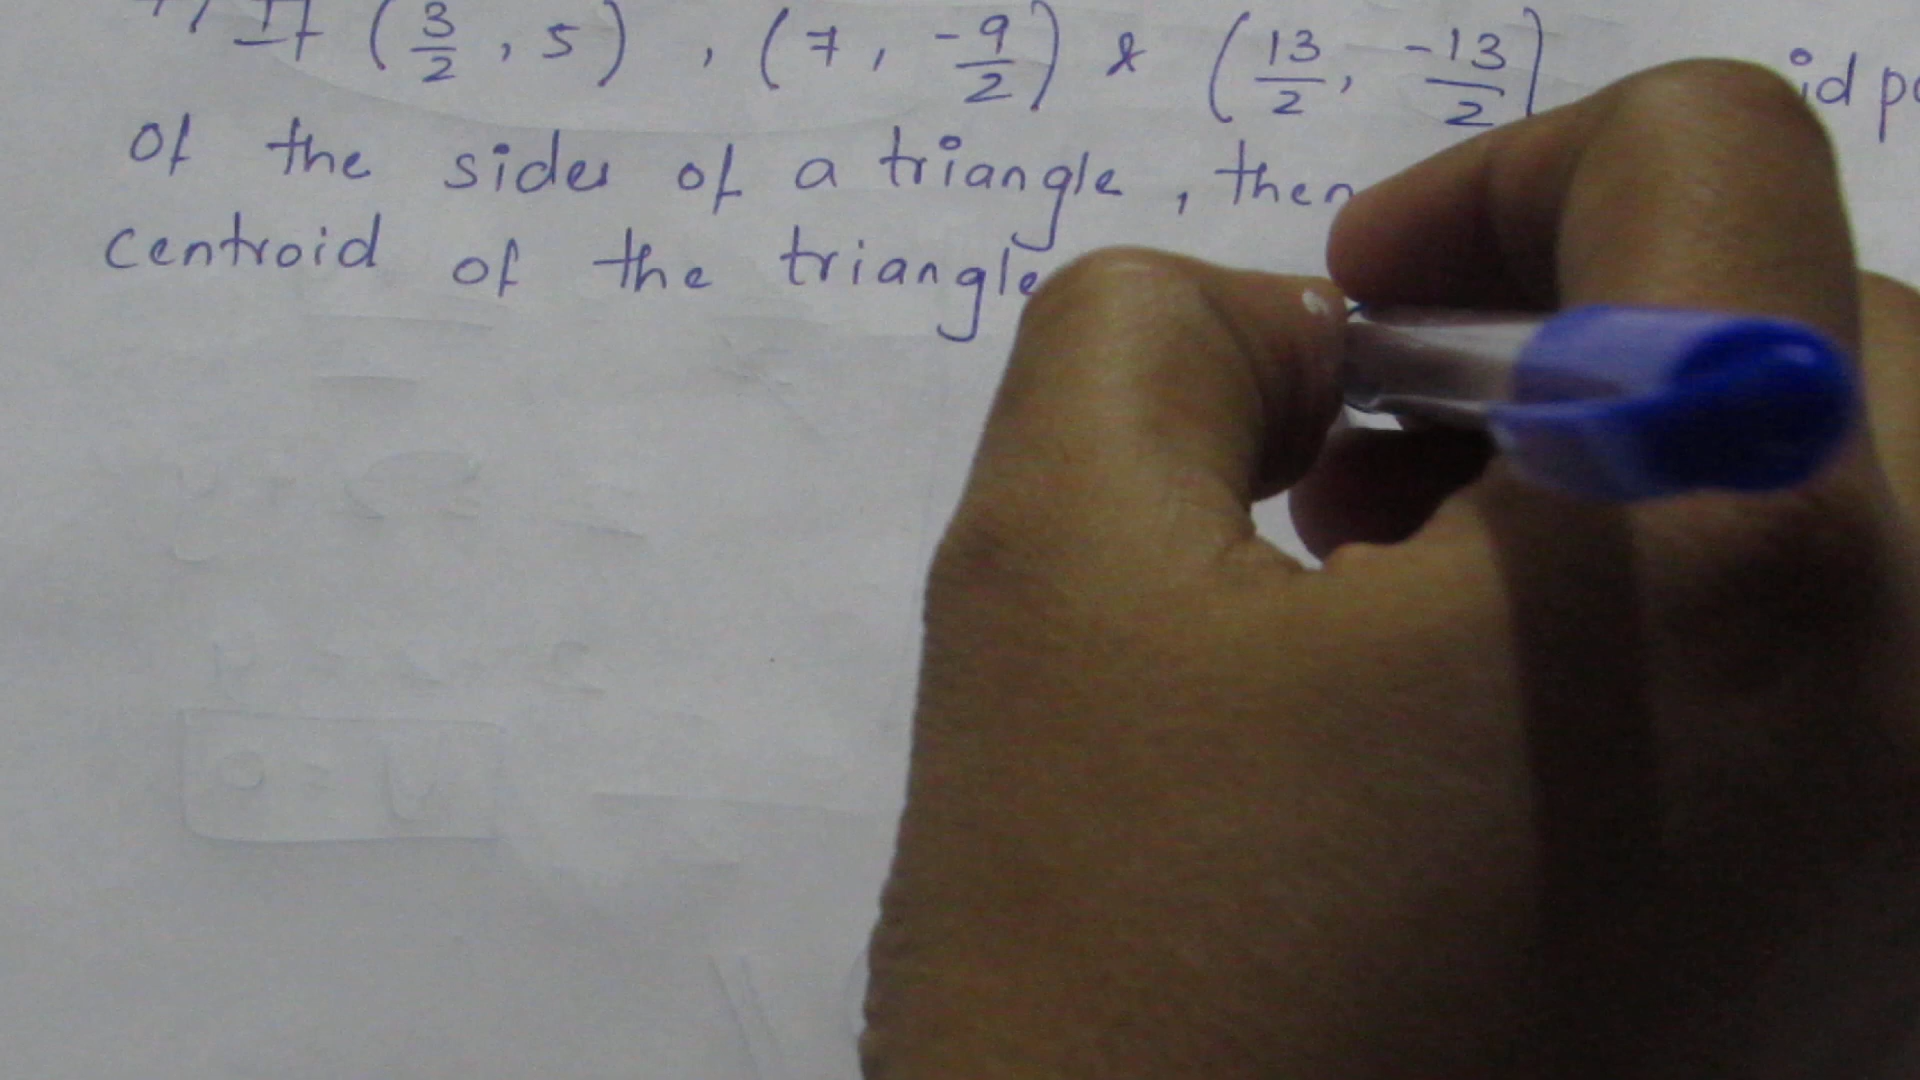 If (3/2, 5), (7, -9/2) & (13/2, -13/2) id po
of the sides of a triangle, then
centroid of the triangle